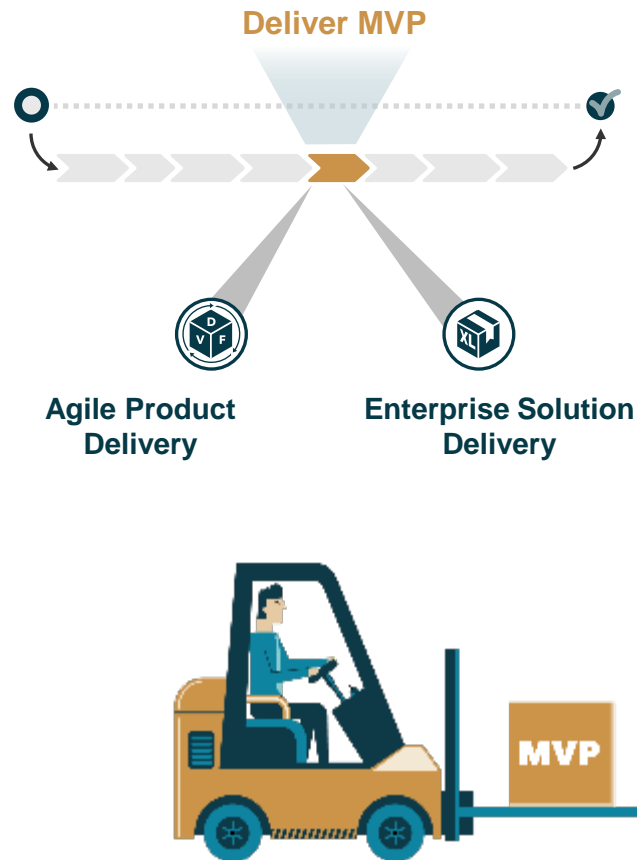 Deliver MVP
D
V F
XL
Agile Product
Delivery
Enterprise Solution
Delivery
MVP